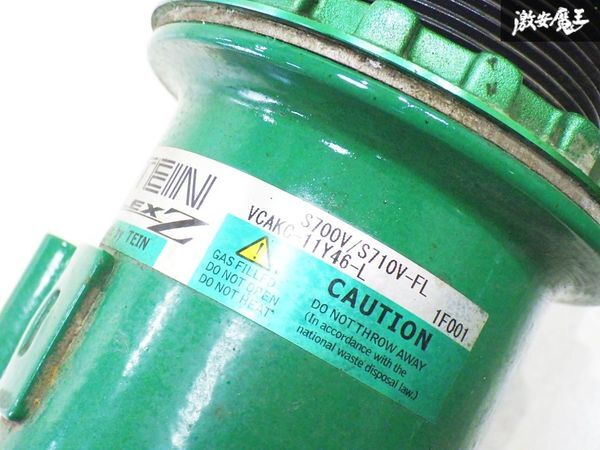 激安魔王
TEIN
EX Z
by TEIN
S700V/S710V-FL
VCAKC-11Y46-L
1F001
GAS FILLED
DO NOT OPEN
DO NOT HEAT
CAUTION
DO NOT THROW AWAY
(In accordance with the
national waste disposal law.)